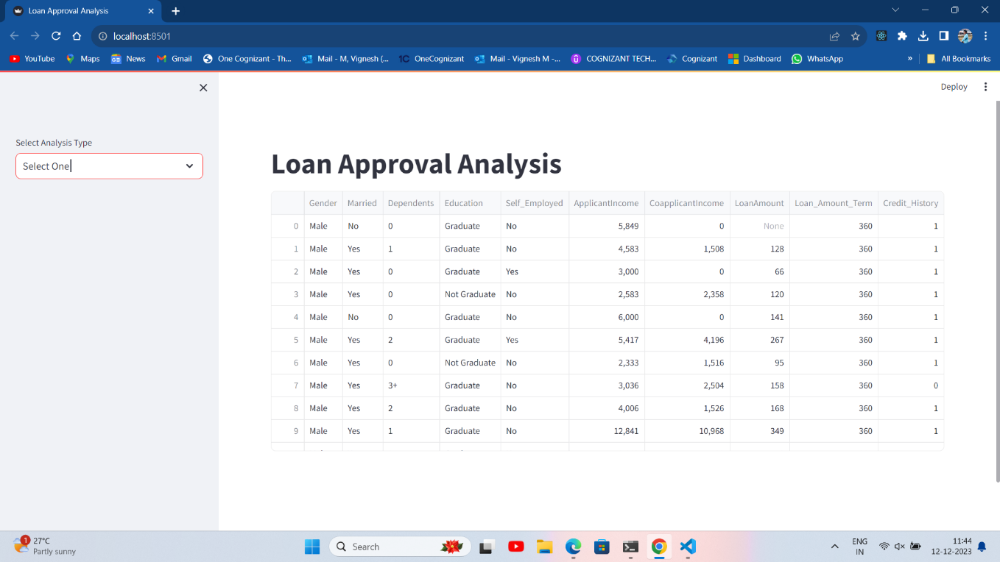 Loan Approval Analysis
localhost:8501
YouTube Maps News Gmail One Cognizant - Th... Mail - M, Vignesh (... 1C OneCognizant Mail - Vignesh M -... COGNIZANT TECH... Cognizant Dashboard WhatsApp » All Bookmarks
Deploy
Select Analysis Type
Select One
Loan Approval Analysis
Gender Married Dependents Education Self_Employed ApplicantIncome CoapplicantIncome LoanAmount Loan_Amount_Term Credit_History
0 Male No 0 Graduate No 5,849 0 None 360 1
1 Male Yes 1 Graduate No 4,583 1,508 128 360 1
2 Male Yes 0 Graduate Yes 3,000 0 66 360 1
3 Male Yes 0 Not Graduate No 2,583 2,358 120 360 1
4 Male No 0 Graduate No 6,000 0 141 360 1
5 Male Yes 2 Graduate Yes 5,417 4,196 267 360 1
6 Male Yes 0 Not Graduate No 2,333 1,516 95 360 1
7 Male Yes 3+ Graduate No 3,036 2,504 158 360 0
8 Male Yes 2 Graduate No 4,006 1,526 168 360 1
9 Male Yes 1 Graduate No 12,841 10,968 349 360 1
1
27°C
Partly sunny
Search
ENG
IN
11:44
12-12-2023